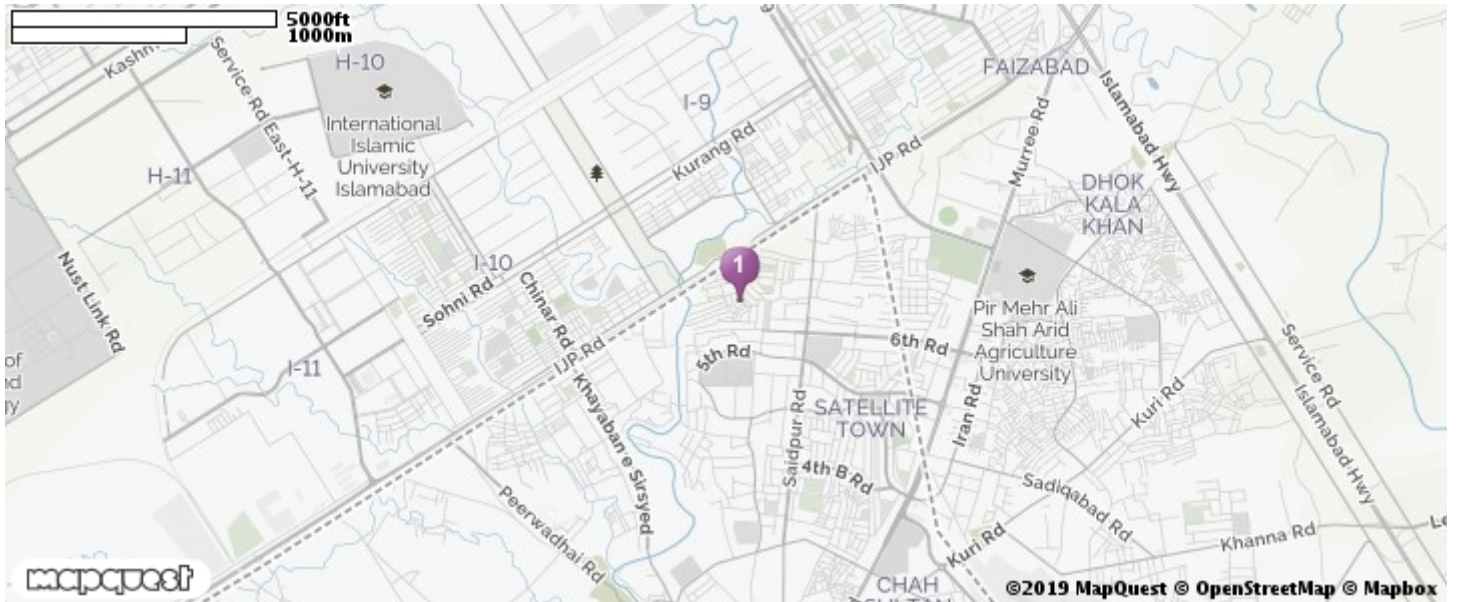 5000ft
1000m
H-10
FAIZABAD
Service Rd East-H-11
I-9
International
Islamic
University
Islamabad
Kurang Rd
IJP Rd
Murree Rd
Islamabad Hwy
H-11
DHOK
KALA
KHAN
1
I-10
Sohni Rd
Chinar Rd
Nust Link Rd
Pir Mehr Ali
Shah Arid
Agriculture
University
6th Rd
5th Rd
IJP Rd
I-11
of
Khayaban e Sirsyed
Saidpur Rd
SATELLITE
TOWN
Iran Rd
Kuri Rd
Service Rd
Islamabad Hwy
4th B Rd
Sadiqabad Rd
Peerwadhai Rd
Kuri Rd
Khanna Rd
CHAH
mapquest
©2019 MapQuest © OpenStreetMap © Mapbox